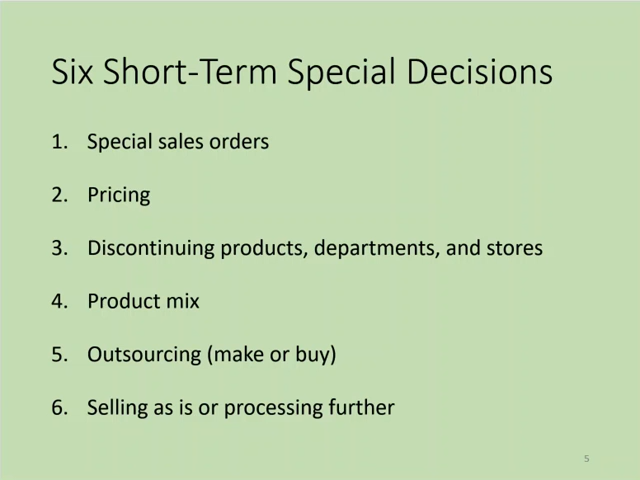 Six Short-Term Special Decisions
1. Special sales orders
2. Pricing
3. Discontinuing products, departments, and stores
4. Product mix
5. Outsourcing (make or buy)
6. Selling as is or processing further
5